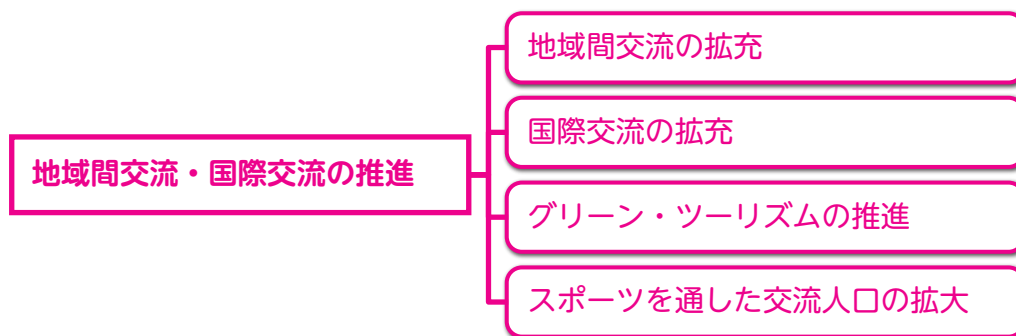 地域間交流の拡充
国際交流の拡充
地域間交流・国際交流の推進
グリーン・ツーリズムの推進
スポーツを通した交流人口の拡大